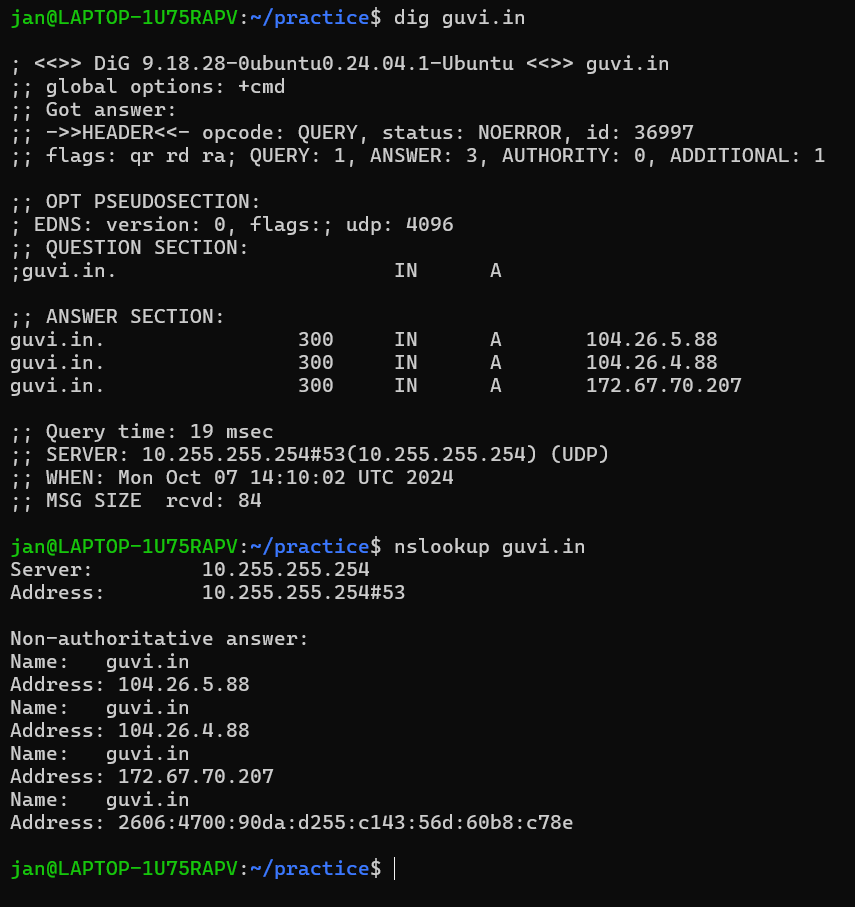 jan@LAPTOP-1U75RAPV:~/practice$ dig guvi.in

; <<>> DiG 9.18.28-0ubuntu0.24.04.1-Ubuntu <<>> guvi.in
;; global options: +cmd
;; Got answer:
;; ->>HEADER<<- opcode: QUERY, status: NOERROR, id: 36997
;; flags: qr rd ra; QUERY: 1, ANSWER: 3, AUTHORITY: 0, ADDITIONAL: 1

;; OPT PSEUDOSECTION:
; EDNS: version: 0, flags:; udp: 4096
;; QUESTION SECTION:
;guvi.in.                       IN      A

;; ANSWER SECTION:
guvi.in.                300     IN      A       104.26.5.88
guvi.in.                300     IN      A       104.26.4.88
guvi.in.                300     IN      A       172.67.70.207

;; Query time: 19 msec
;; SERVER: 10.255.255.254#53(10.255.255.254) (UDP)
;; WHEN: Mon Oct 07 14:10:02 UTC 2024
;; MSG SIZE  rcvd: 84

jan@LAPTOP-1U75RAPV:~/practice$ nslookup guvi.in
Server:         10.255.255.254
Address:        10.255.255.254#53

Non-authoritative answer:
Name:   guvi.in
Address: 104.26.5.88
Name:   guvi.in
Address: 104.26.4.88
Name:   guvi.in
Address: 172.67.70.207
Name:   guvi.in
Address: 2606:4700:90da:d255:c143:56d:60b8:c78e

jan@LAPTOP-1U75RAPV:~/practice$